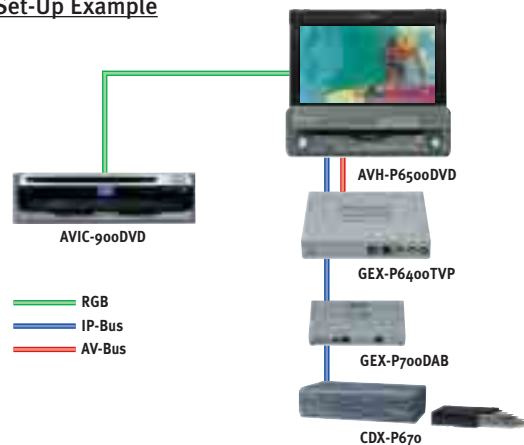 Set-Up Example
AVH-P6500DVD
AVIC-900DVD
GEX-P6400TVP
RGB
IP-Bus
AV-Bus
GEX-P700DAB
CDX-P670